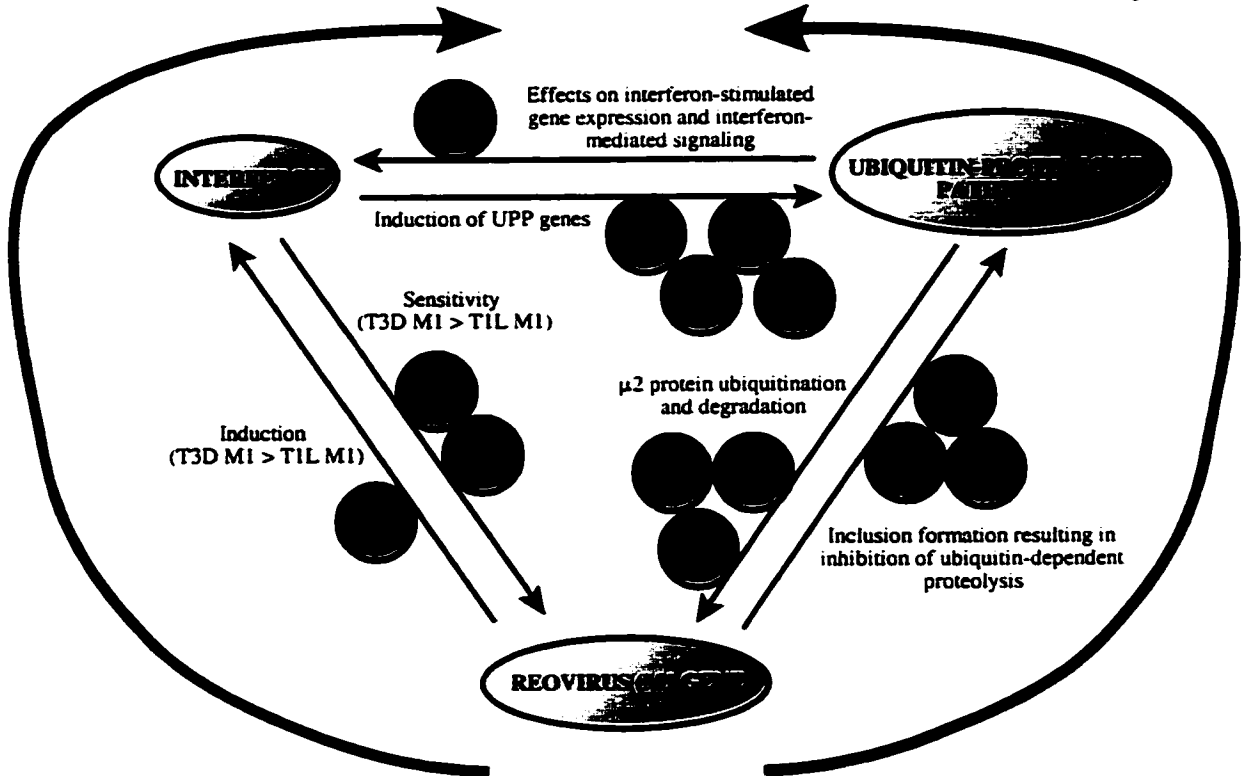 Effects on interferon-stimulated
gene expression and interferon-
mediated signaling
UBIQUITIN-PROTEASOME
Induction of UPP genes
Sensitivity
(T3D M1 > T1L M1)
μ2 protein ubiquitination
and degradation
Induction
(T3D M1 > T1L M1)
Inclusion formation resulting in
inhibition of ubiquitin-dependent
proteolysis
REOVIRUS